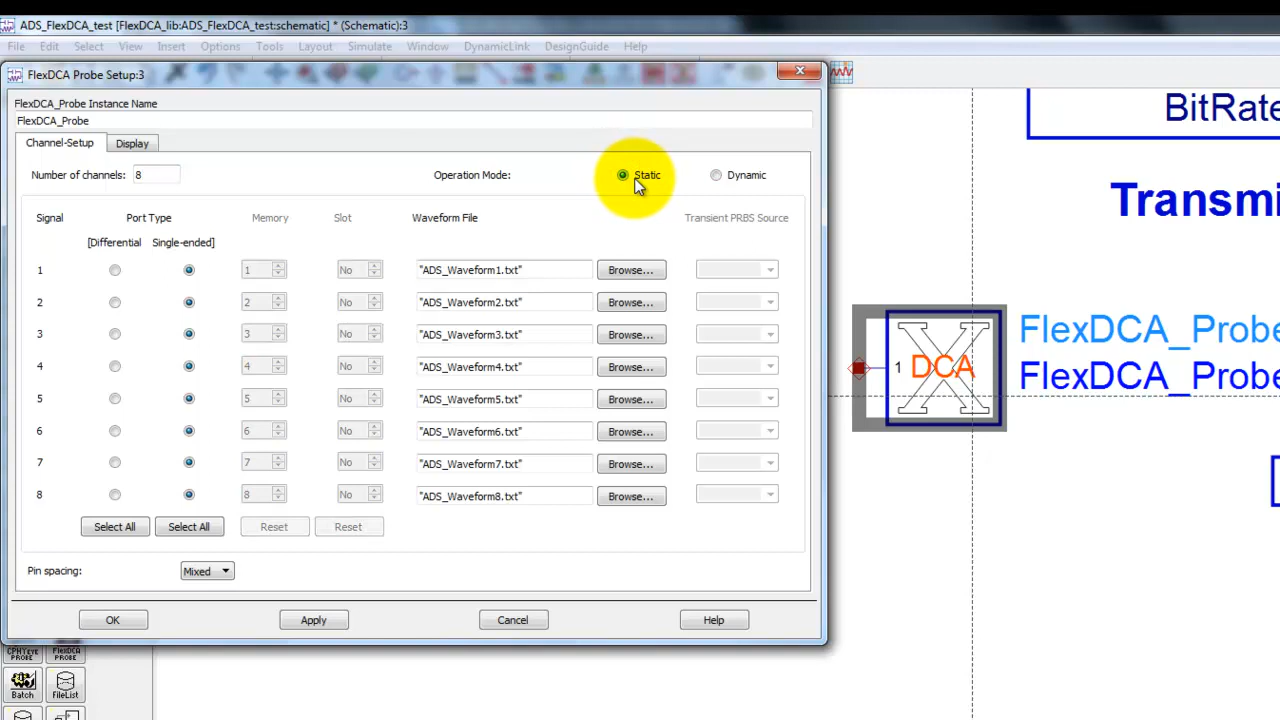 ADS_FlexDCA_test [FlexDCA_lib:ADS_FlexDCA_test:schematic] * (Schematic):3
File Edit Select View Insert Options Tools Layout Simulate Window DynamicLink DesignGuide Help
FlexDCA Probe Setup:3
FlexDCA_Probe Instance Name
FlexDCA_Probe
Channel-Setup Display
Number of channels: 8 Operation Mode: Static Dynamic
Signal Port Type Memory Slot Waveform File Transient PRBS Source
[Differential Single-ended]
1 1 No "ADS_Waveform1.txt" Browse...
2 2 No "ADS_Waveform2.txt" Browse...
3 3 No "ADS_Waveform3.txt" Browse...
4 4 No "ADS_Waveform4.txt" Browse...
5 5 No "ADS_Waveform5.txt" Browse...
6 6 No "ADS_Waveform6.txt" Browse...
7 7 No "ADS_Waveform7.txt" Browse...
8 8 No "ADS_Waveform8.txt" Browse...
Select All Select All Reset Reset
Pin spacing: Mixed
OK Apply Cancel Help
BitRate
Transmi
1 DCA
FlexDCA_Probe
FlexDCA_Probe
CPHYEYE PROBE FlexDCA PROBE
Batch FileList